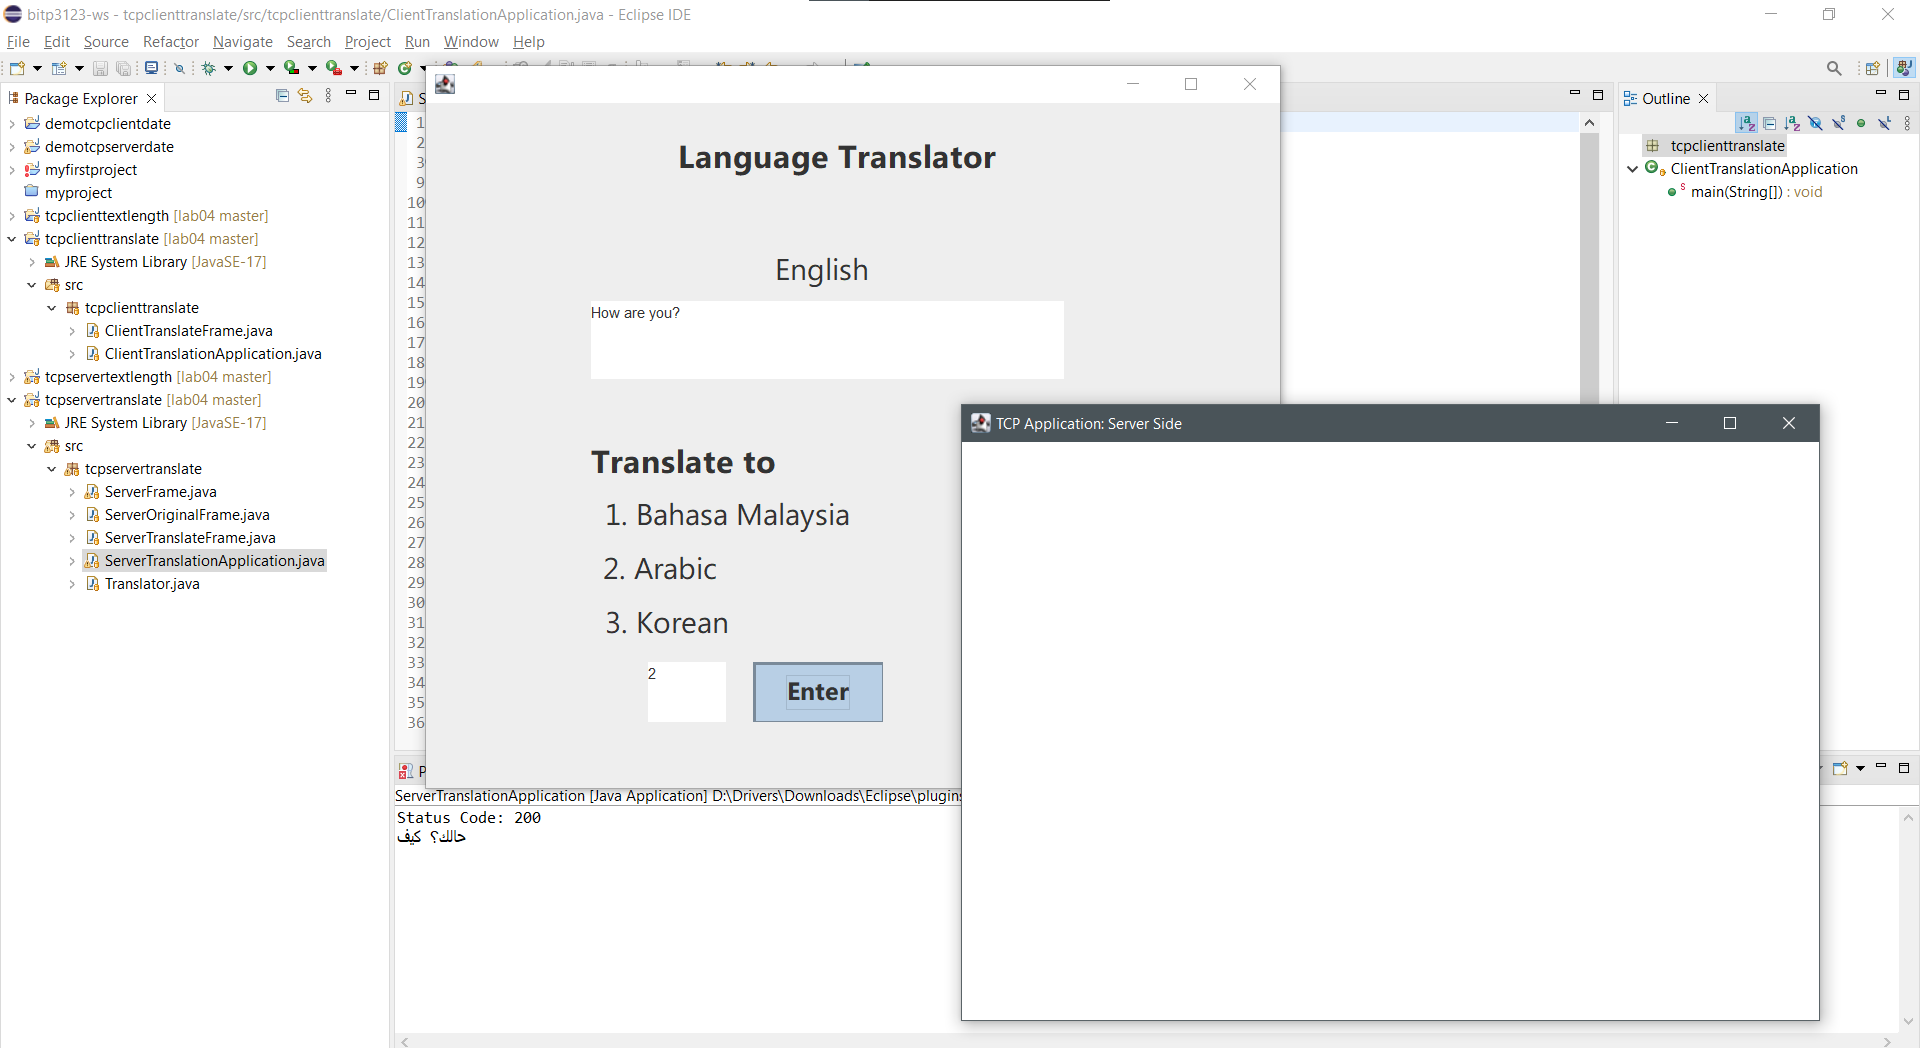 bitp3123-ws - tcpclienttranslate/src/tcpclienttranslate/ClientTranslationApplication.java - Eclipse IDE
File Edit Source Refactor Navigate Search Project Run Window Help
Package Explorer
demotcpclientdate
demotcpserverdate
myfirstproject
myproject
tcpclienttextlength [lab04 master]
tcpclienttranslate [lab04 master]
JRE System Library [JavaSE-17]
src
tcpclienttranslate
ClientTranslateFrame.java
ClientTranslationApplication.java
tcpservertextlength [lab04 master]
tcpservertranslate [lab04 master]
JRE System Library [JavaSE-17]
src
tcpservertranslate
ServerFrame.java
ServerOriginalFrame.java
ServerTranslateFrame.java
ServerTranslationApplication.java
Translator.java
1
2
3
9
10
11
12
13
14
15
16
17
18
19
20
21
22
23
24
25
26
27
28
29
30
31
32
33
34
35
36
Language Translator
English
How are you?
Translate to
1. Bahasa Malaysia
2. Arabic
3. Korean
2
Enter
TCP Application: Server Side
Outline
tcpclienttranslate
ClientTranslationApplication
main(String[]) : void
ServerTranslationApplication [Java Application] D:\Drivers\Downloads\Eclipse\plugins
Status Code: 200
كيف حالك؟